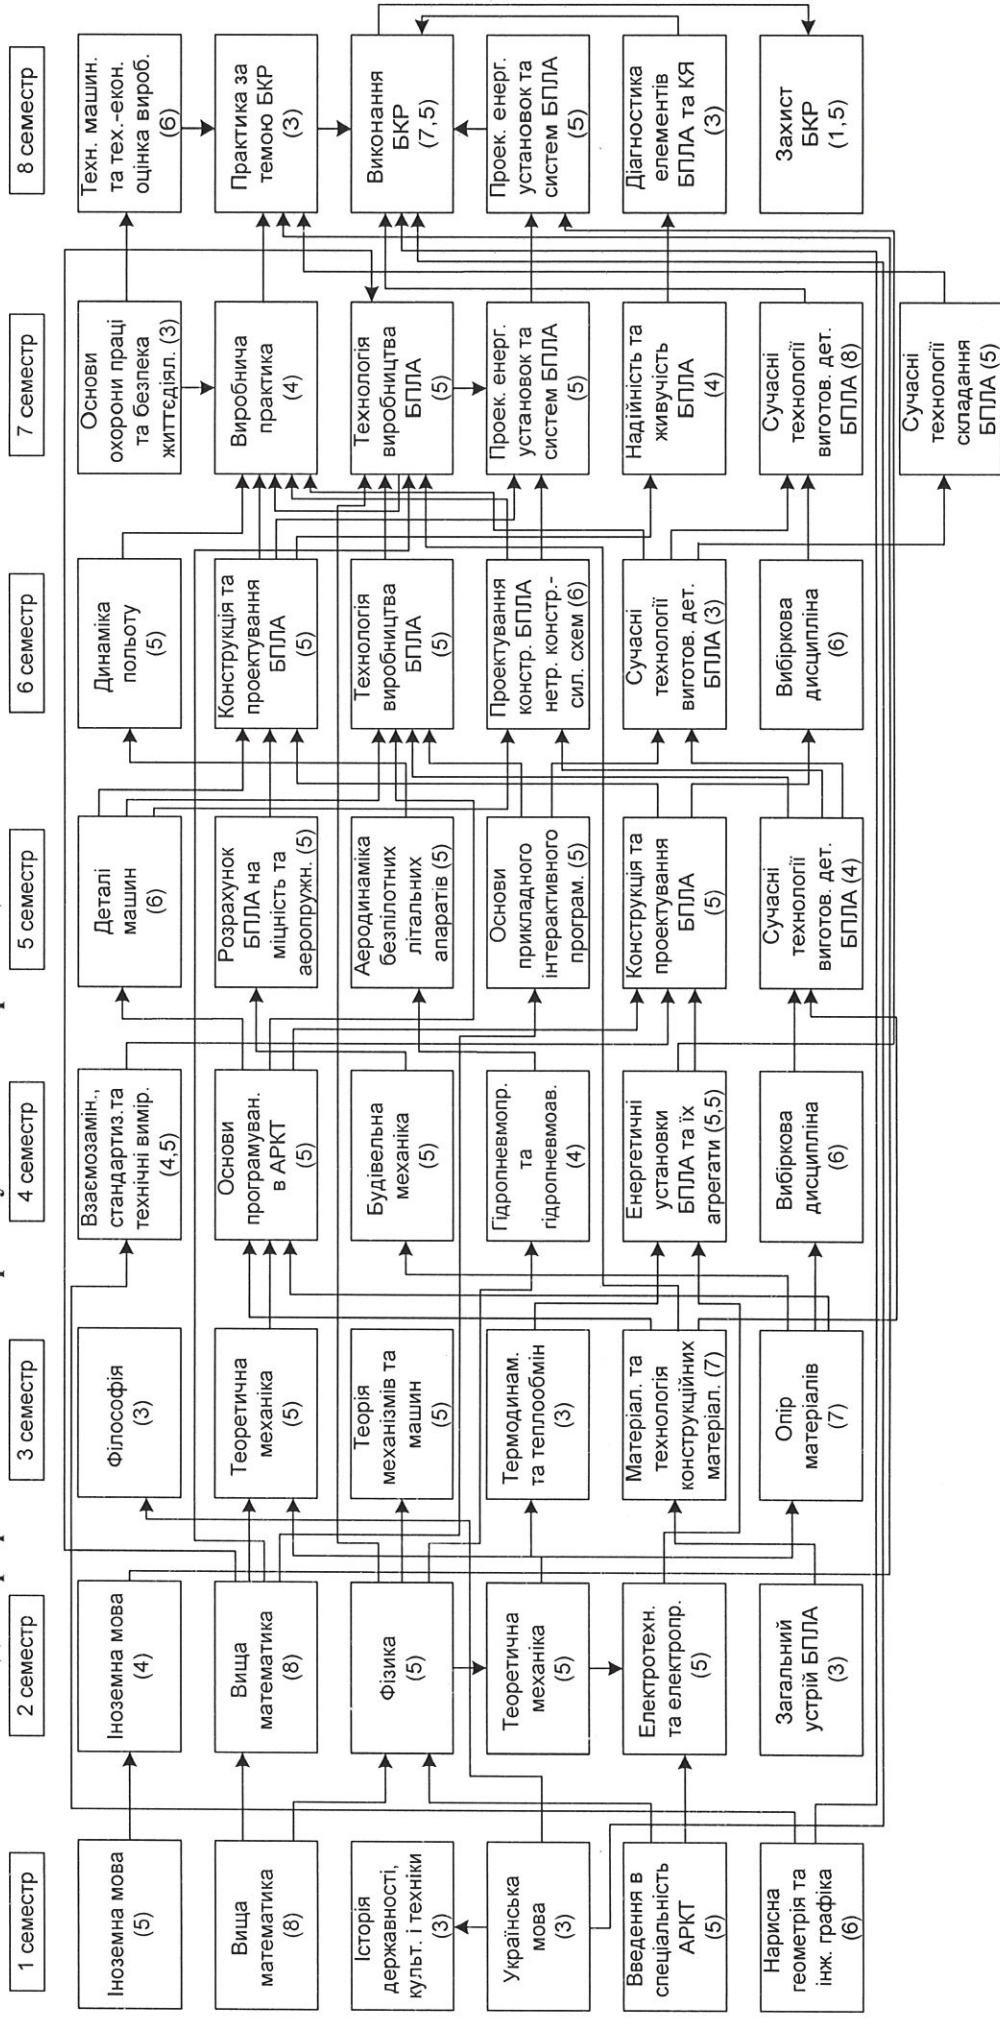 1 семестр
2 семестр
3 семестр
4 семестр
5 семестр
6 семестр
7 семестр
8 семестр
Іноземна мова
(5)
Вища
математика
(8)
Історія
державності,
культ. і техніки
(3)
Українська
мова
(3)
Введення в
спеціальність
АРКТ
(5)
Нарисна
геометрія та
інж. графіка
(6)
Іноземна мова
(4)
Вища
математика
(8)
Фізика
(5)
Теоретична
механіка
(5)
Електротехн.
та електропр.
(5)
Загальний
устрій БПЛА
(3)
Філософія
(3)
Теоретична
механіка
(5)
Теорія
механізмів та
машин
(5)
Термодинам.
та теплообмін
(3)
Матеріал. та
технологія
конструкційних
матеріал. (7)
Опір
матеріалів
(7)
Взаємозамін.,
стандартиз.та
технічні вимір.
(4,5)
Основи
програмуван.
в АРКТ
(5)
Будівельна
механіка
(5)
Гідропневмопр.
та
гідропневмоав.
(4)
Енергетичні
установки
БПЛА та їх
агрегати (5,5)
Вибіркова
дисципліна
(6)
Деталі
машин
(6)
Розрахунок
БПЛА на
міцність та
аеропружн. (5)
Аеродинаміка
безпілотних
літальних
апаратів (5)
Основи
прикладного
інтерактивного
програм. (5)
Конструкція та
проектування
БПЛА
(5)
Сучасні
технології
виготов. дет.
БПЛА (4)
Динаміка
польоту
(5)
Конструкція та
проектування
БПЛА
(5)
Технологія
виробництва
БПЛА
(5)
Проектування
констр. БПЛА
нетр. констр.-
сил. схем (6)
Сучасні
технології
виготов. дет.
БПЛА (3)
Вибіркова
дисципліна
(6)
Основи
охорони праці
та безпека
життєдіял. (3)
Виробнича
практика
(4)
Технологія
виробництва
БПЛА
(5)
Проек. енерг.
установок та
систем БПЛА
(5)
Надійність та
живучість
БПЛА
(4)
Сучасні
технології
виготов. дет.
БПЛА (8)
Сучасні
технології
складання
БПЛА (5)
Техн. машин.
та тех.-екон.
оцінка вироб.
(6)
Практика за
темою БКР
(3)
Виконання
БКР
(7,5)
Проек. енерг.
установок та
систем БПЛА
(5)
Діагностика
елементів
БПЛА та КЯ
(3)
Захист
БКР
(1,5)